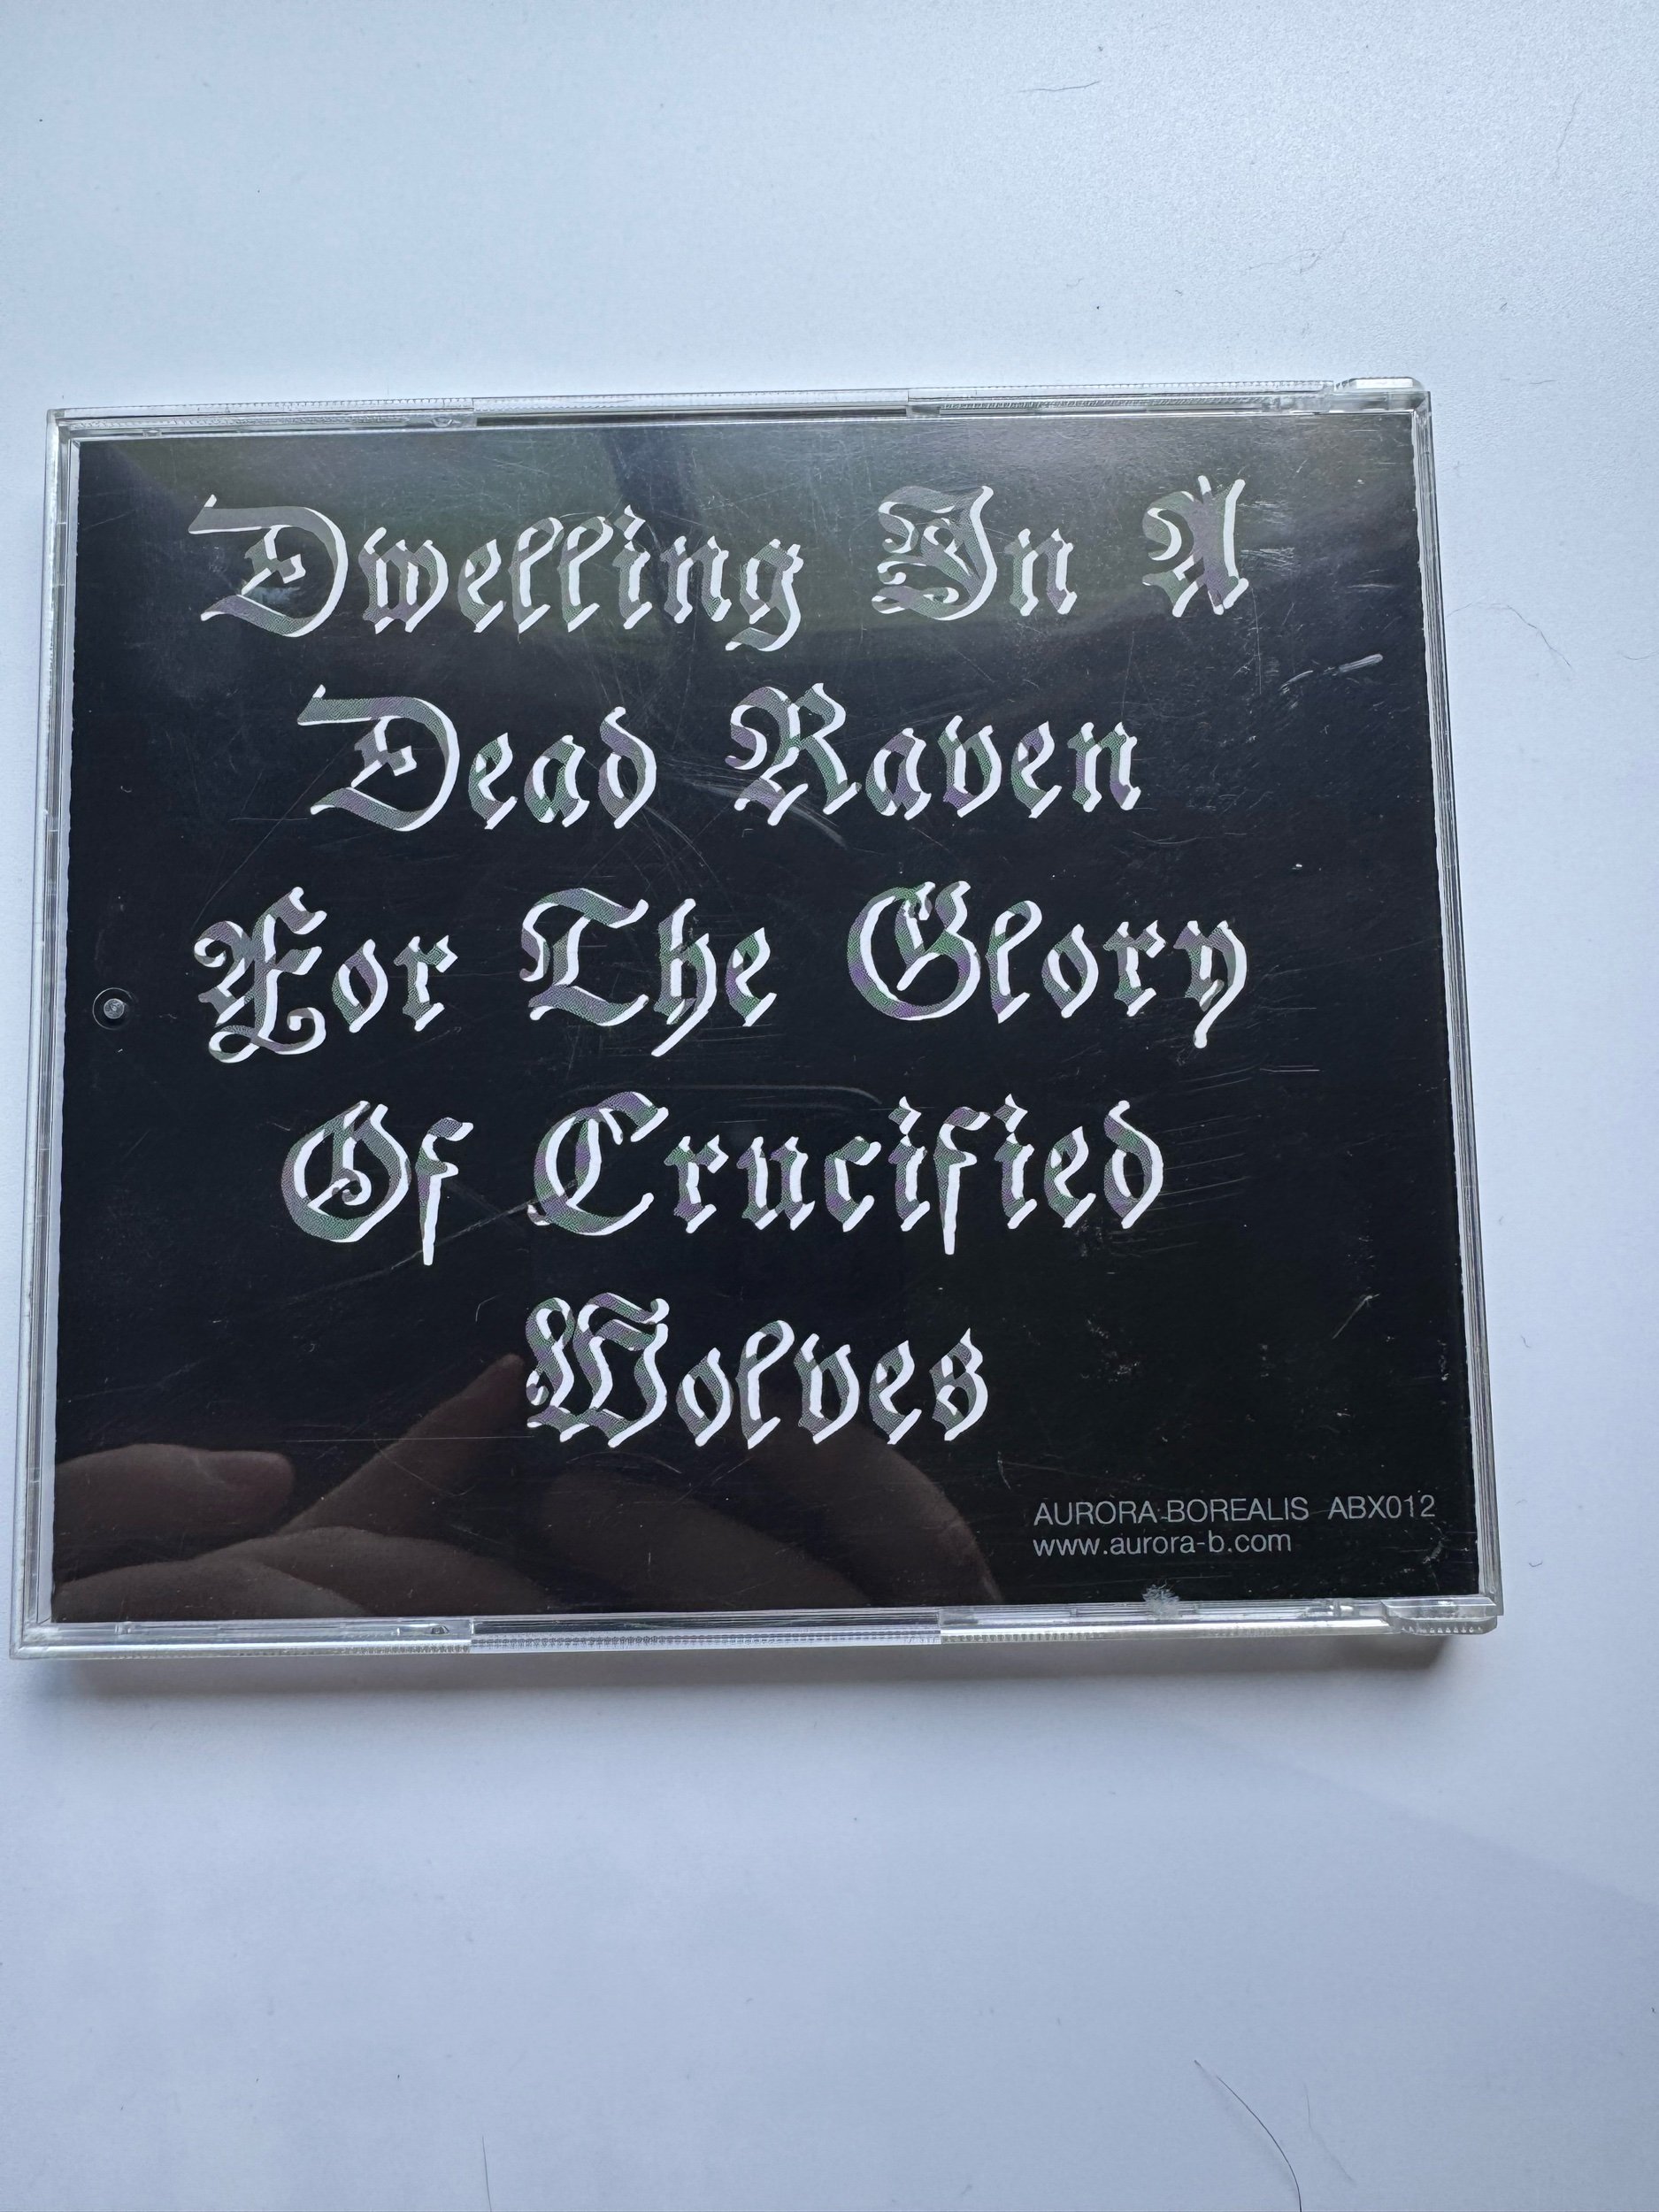 Dwelling In A
Dead Raven
For The Glory
Of Crucified
Wolves
AURORA BOREALIS ABX012
www.aurora-b.com